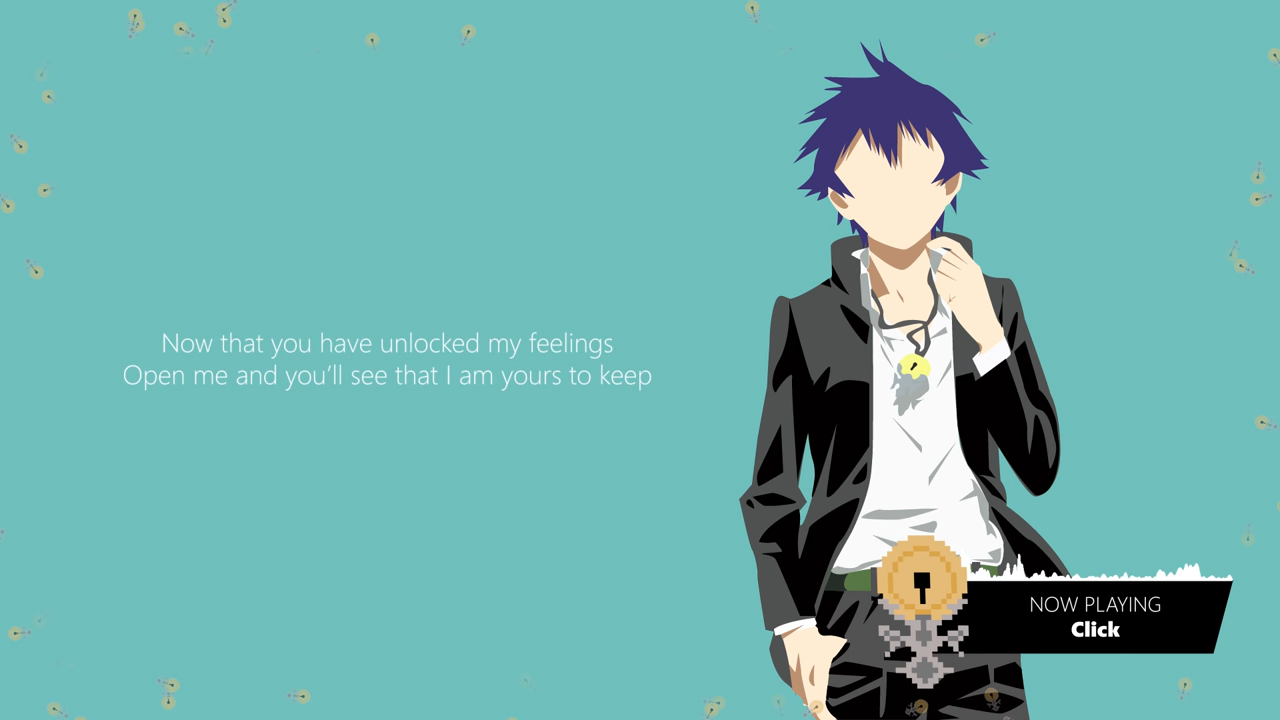 Now that you have unlocked my feelings
Open me and you’ll see that I am yours to keep
NOW PLAYING
Click